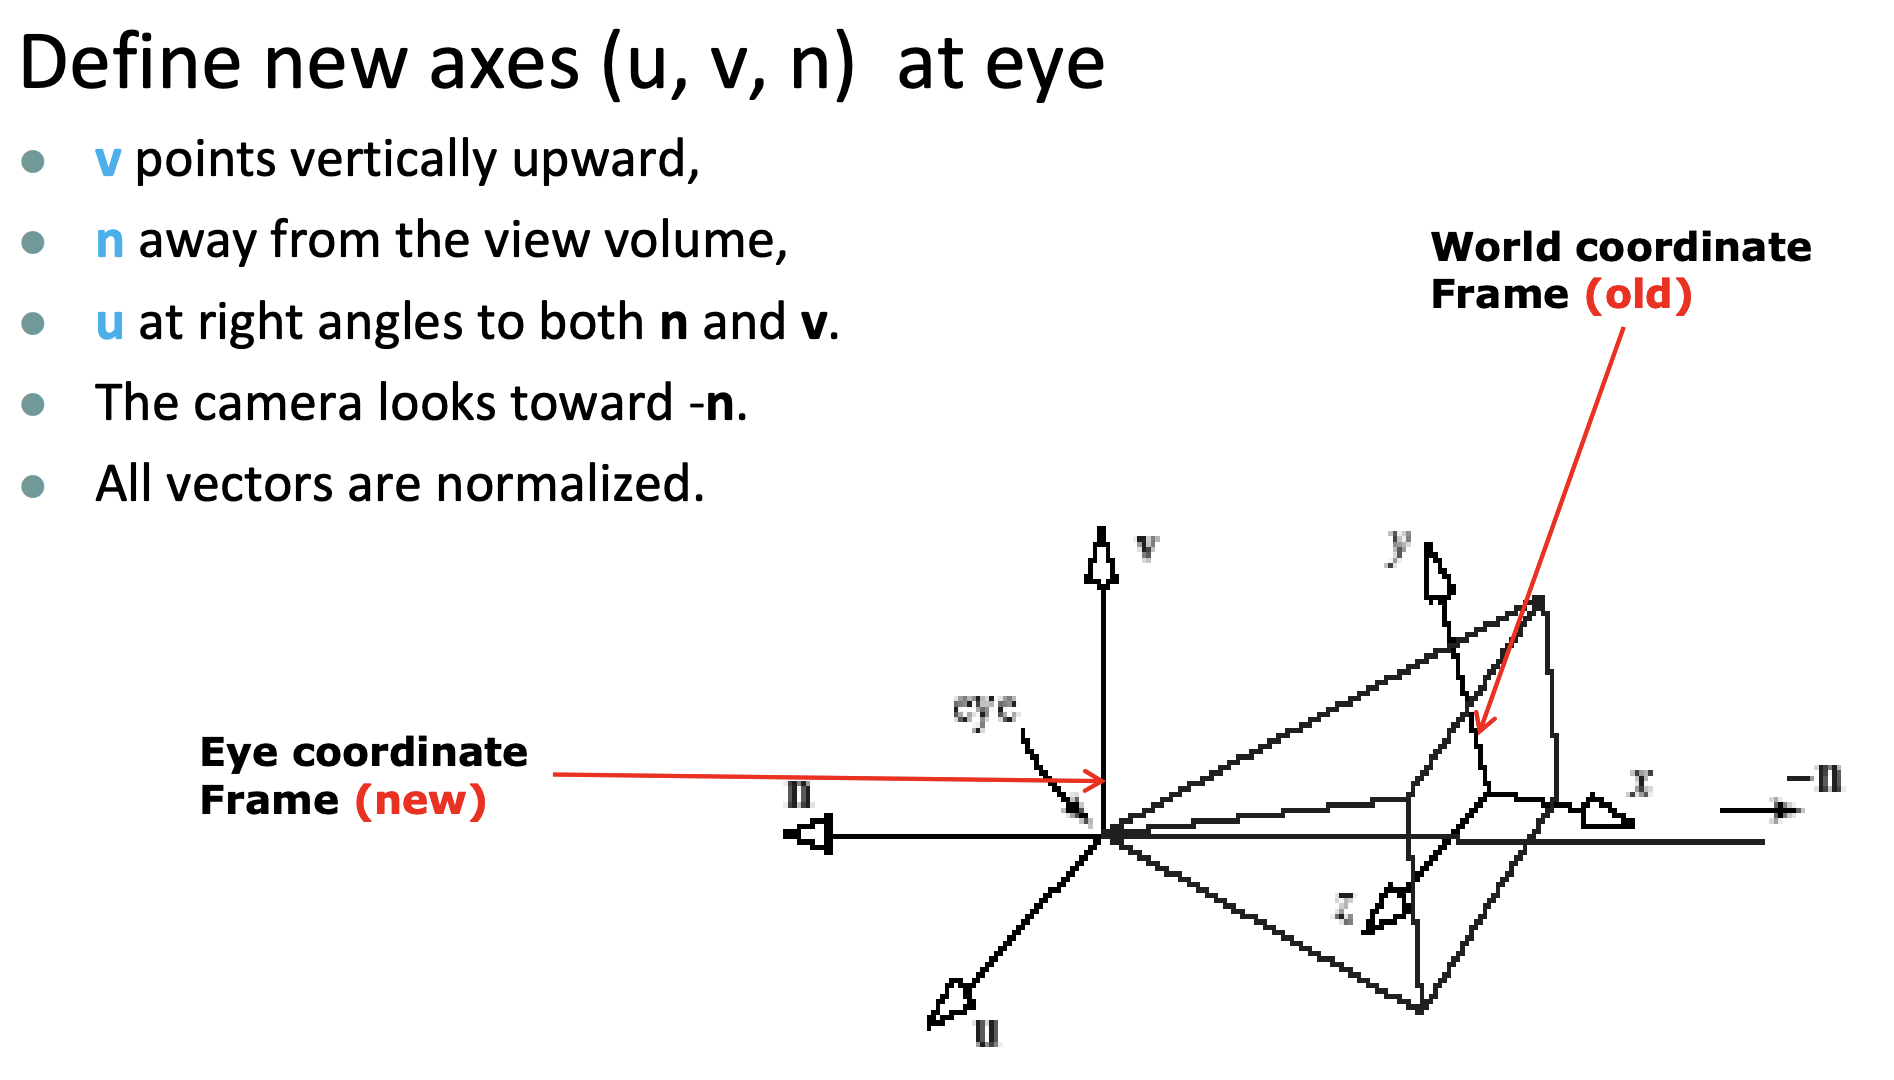 Define new axes (u, v, n) at eye
● v points vertically upward,
● n away from the view volume,
● u at right angles to both n and v.
● The camera looks toward -n.
● All vectors are normalized.
World coordinate
Frame (old)
v
y
eye
Eye coordinate
Frame (new)
n
x
−n
z
u